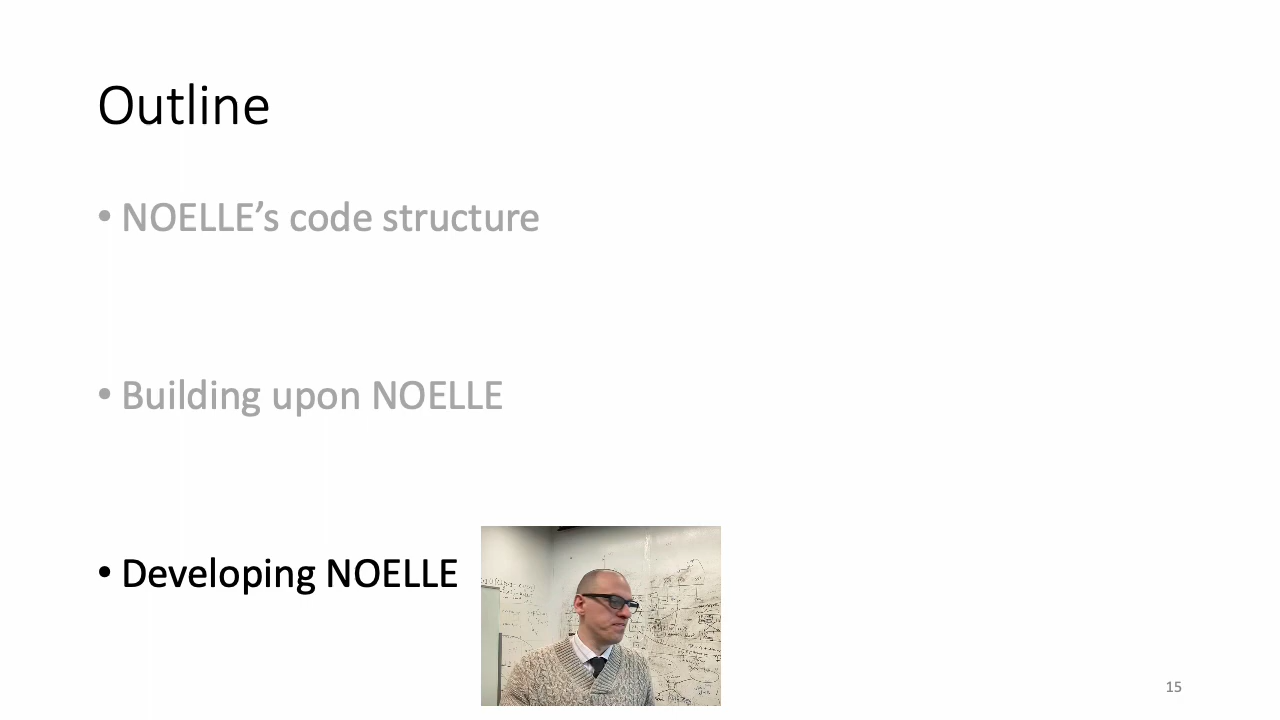 Outline
• NOELLE’s code structure
• Building upon NOELLE
• Developing NOELLE
15